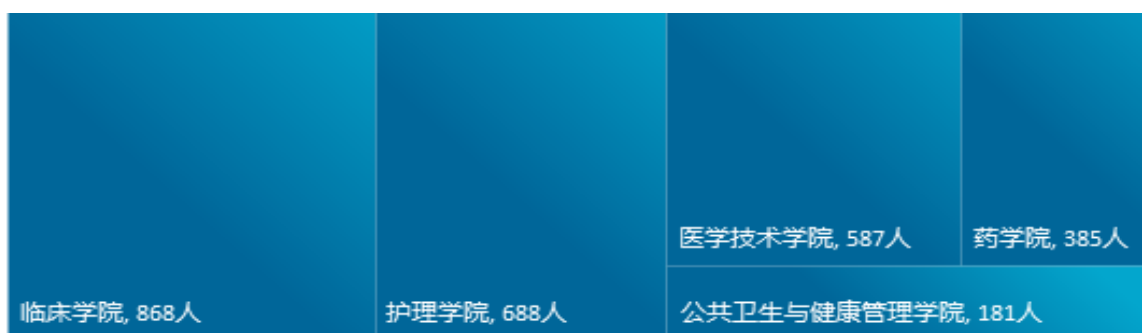 临床学院, 868人
护理学院, 688人
医学技术学院, 587人
药学院, 385人
公共卫生与健康管理学院, 181人